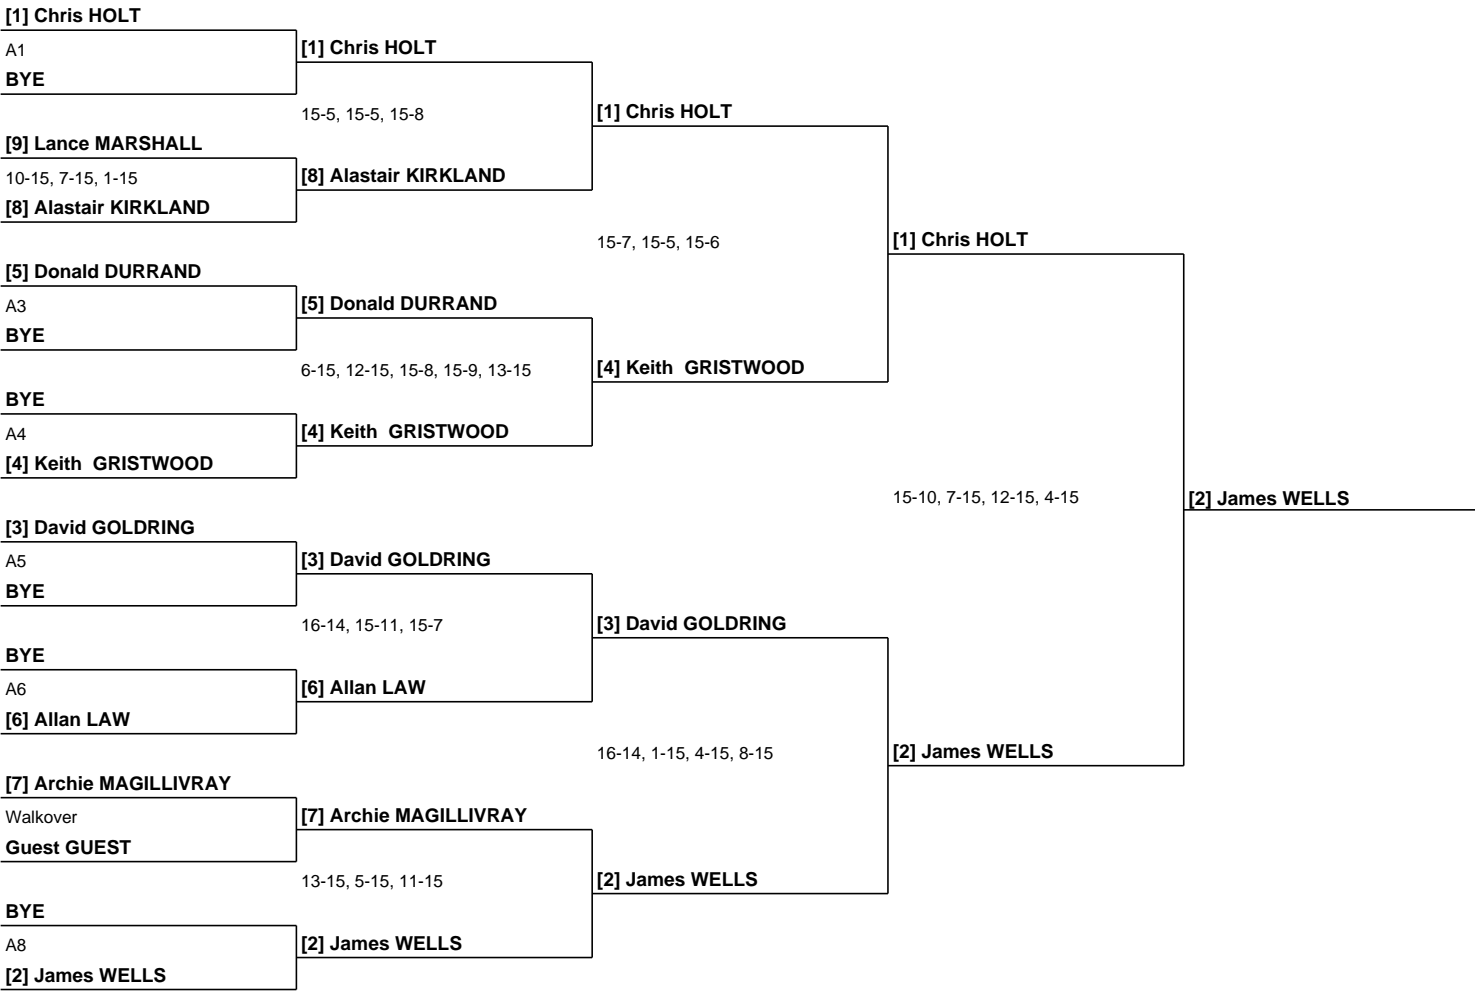 [1] Chris HOLT
A1
BYE
[9] Lance MARSHALL
10-15, 7-15, 1-15
[8] Alastair KIRKLAND
[5] Donald DURRAND
A3
BYE
BYE
A4
[4] Keith  GRISTWOOD
[3] David GOLDRING
A5
BYE
BYE
A6
[6] Allan LAW
[7] Archie MAGILLIVRAY
Walkover
Guest GUEST
BYE
A8
[2] James WELLS
[1] Chris HOLT
15-5, 15-5, 15-8
[8] Alastair KIRKLAND
[5] Donald DURRAND
6-15, 12-15, 15-8, 15-9, 13-15
[4] Keith  GRISTWOOD
[3] David GOLDRING
16-14, 15-11, 15-7
[6] Allan LAW
[7] Archie MAGILLIVRAY
13-15, 5-15, 11-15
[2] James WELLS
[1] Chris HOLT
15-7, 15-5, 15-6
[4] Keith  GRISTWOOD
[3] David GOLDRING
16-14, 1-15, 4-15, 8-15
[2] James WELLS
[1] Chris HOLT
15-10, 7-15, 12-15, 4-15
[2] James WELLS
[2] James WELLS